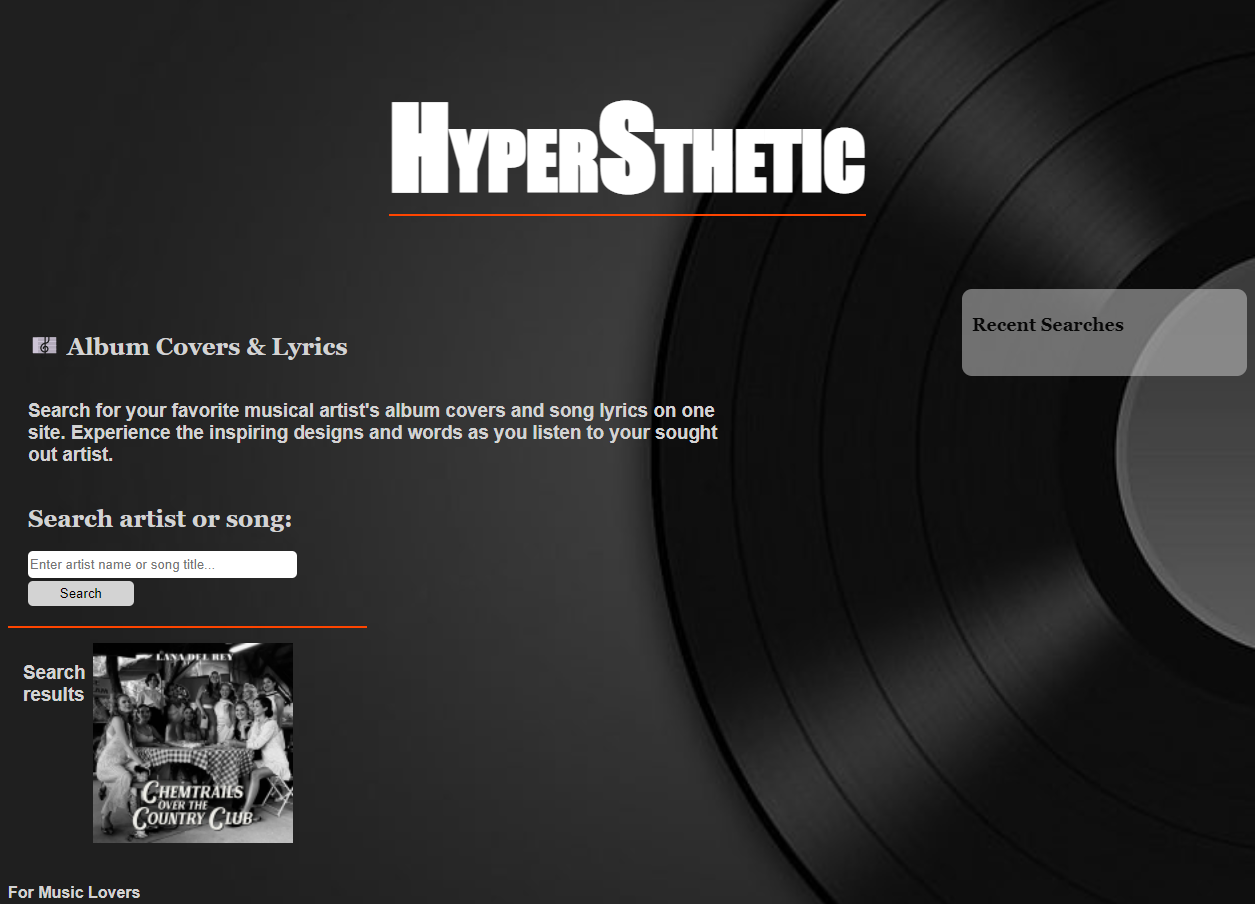 HyperSthetic
Recent Searches
Album Covers & Lyrics
Search for your favorite musical artist's album covers and song lyrics on one
site. Experience the inspiring designs and words as you listen to your sought
out artist.
Search artist or song:
Enter artist name or song title...
Search
Search
results
LANA DEL REY
CHEMTRAILS
OVER THE
COUNTRY CLUB
For Music Lovers